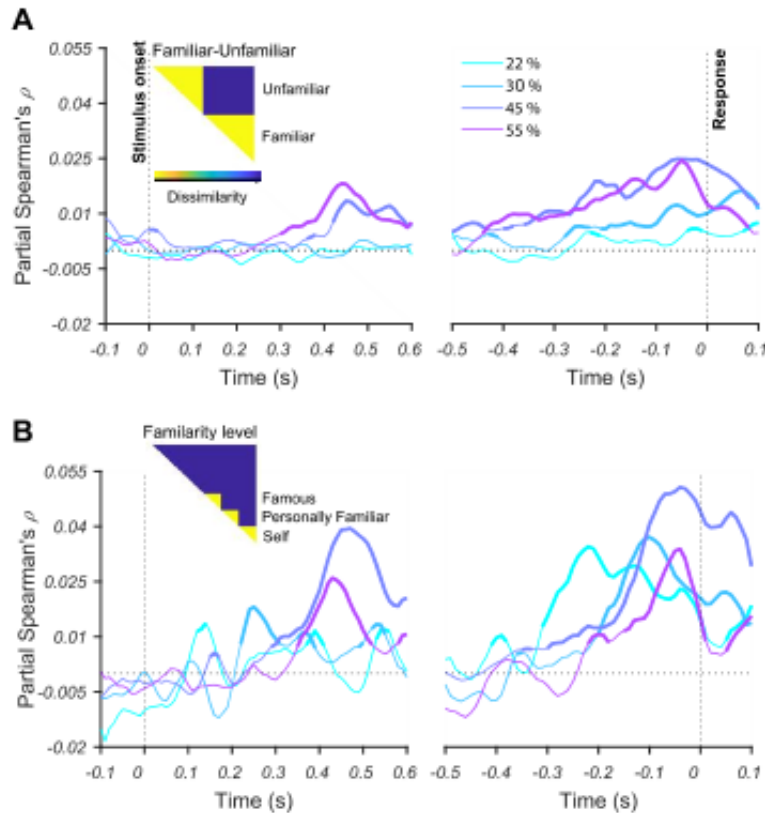 A
Familiar-Unfamiliar
Unfamiliar
Familiar
Dissimilarity
Stimulus onset
22 %
30 %
45 %
55 %
Response
Partial Spearman's ρ
0.055
0.04
0.025
0.01
-0.005
-0.02
-0.1 0 0.1 0.2 0.3 0.4 0.5 0.6
Time (s)
-0.5 -0.4 -0.3 -0.2 -0.1 0 0.1
Time (s)
B
Familarity level
Famous
Personally Familiar
Self
Partial Spearman's ρ
0.055
0.04
0.025
0.01
-0.005
-0.02
-0.1 0 0.1 0.2 0.3 0.4 0.5 0.6
Time (s)
-0.5 -0.4 -0.3 -0.2 -0.1 0 0.1
Time (s)